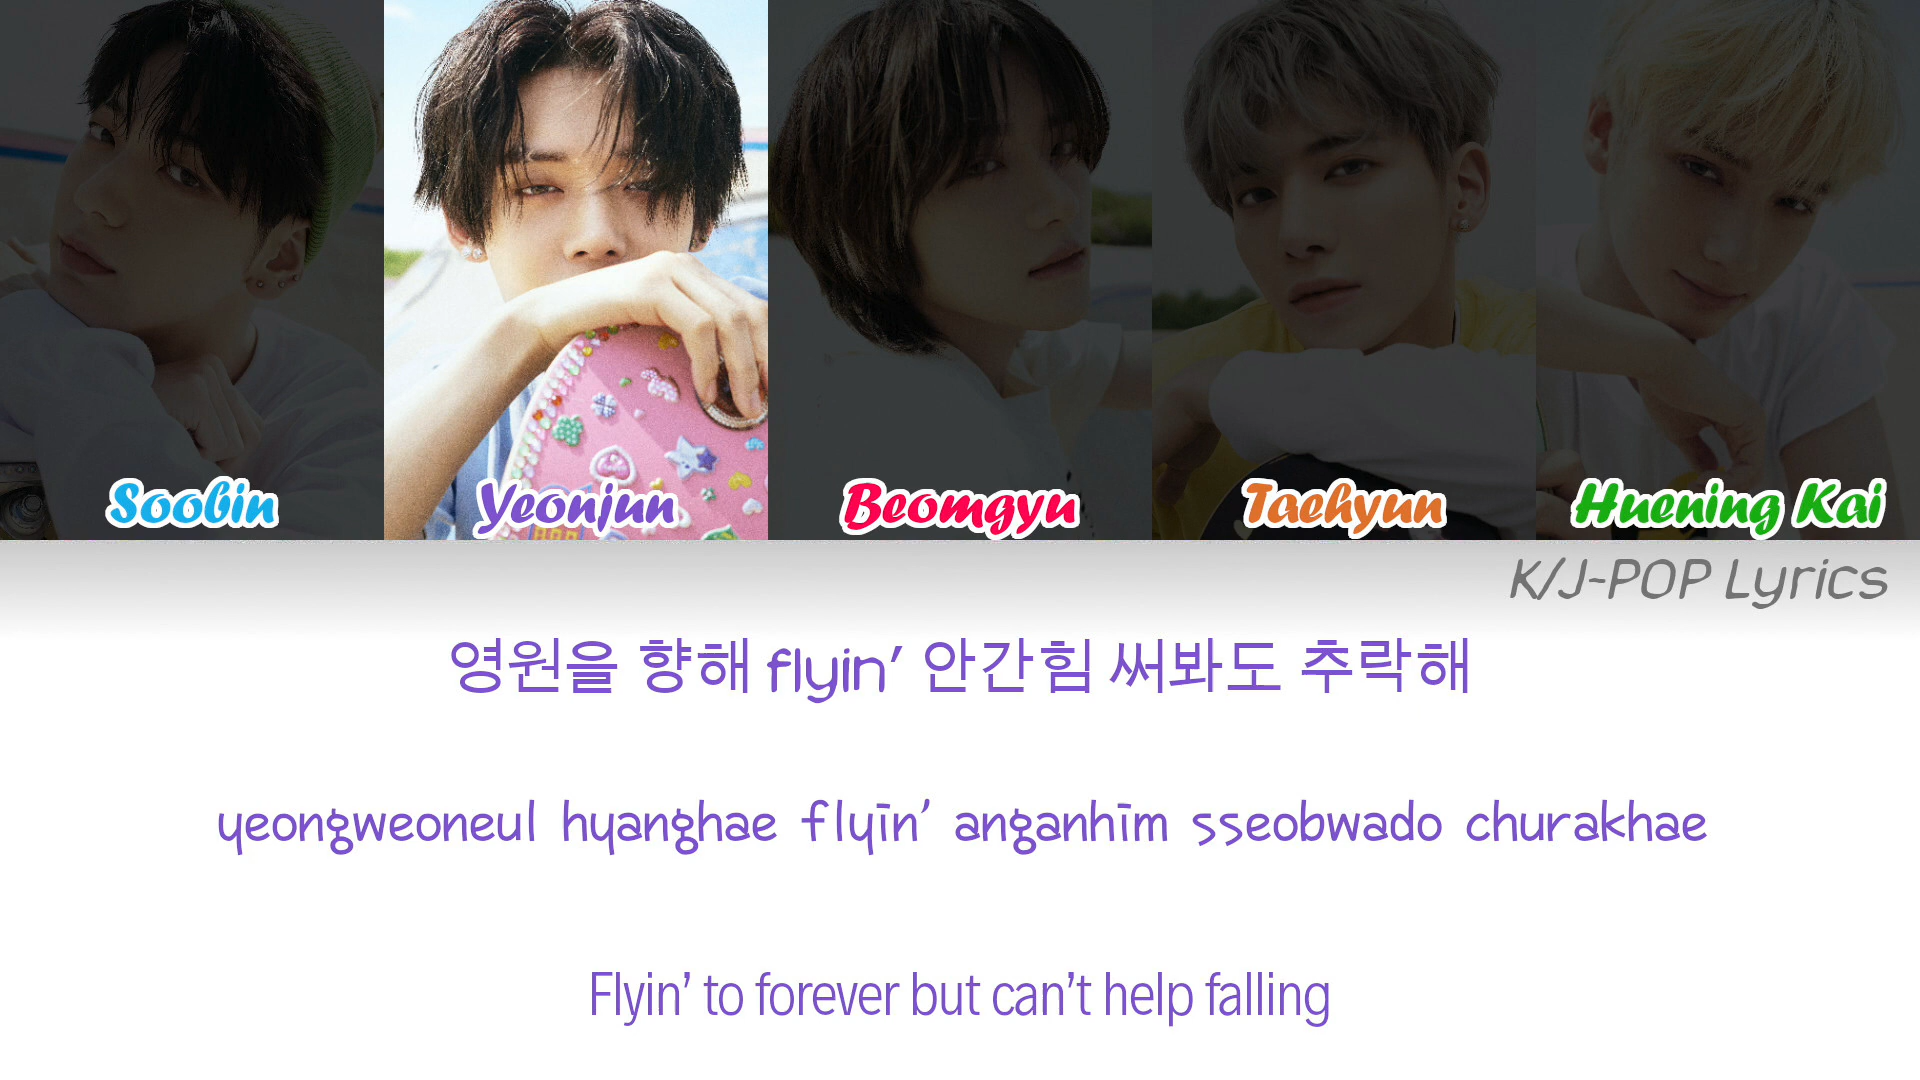 Soobin
Yeonjun
Beomgyu
Taehyun
Huening Kai
K/J-POP Lyrics
영원을 향해 flyin’ 안간힘 써봐도 추락해
yeongweoneul hyanghae flyin’ anganhim sseobwado churakhae
Flyin’ to forever but can’t help falling